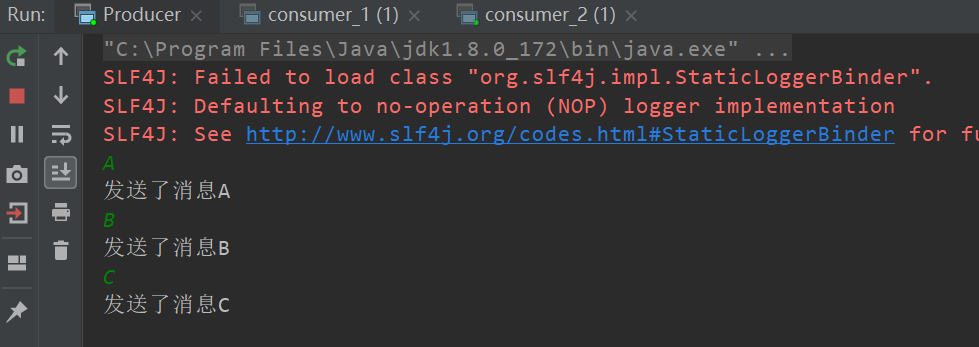 Run: Producer consumer_1 (1) consumer_2 (1)
"C:\Program Files\Java\jdk1.8.0_172\bin\java.exe" ...
SLF4J: Failed to load class "org.slf4j.impl.StaticLoggerBinder".
SLF4J: Defaulting to no-operation (NOP) logger implementation
SLF4J: See http://www.slf4j.org/codes.html#StaticLoggerBinder for fu
A
发送了消息A
B
发送了消息B
C
发送了消息C